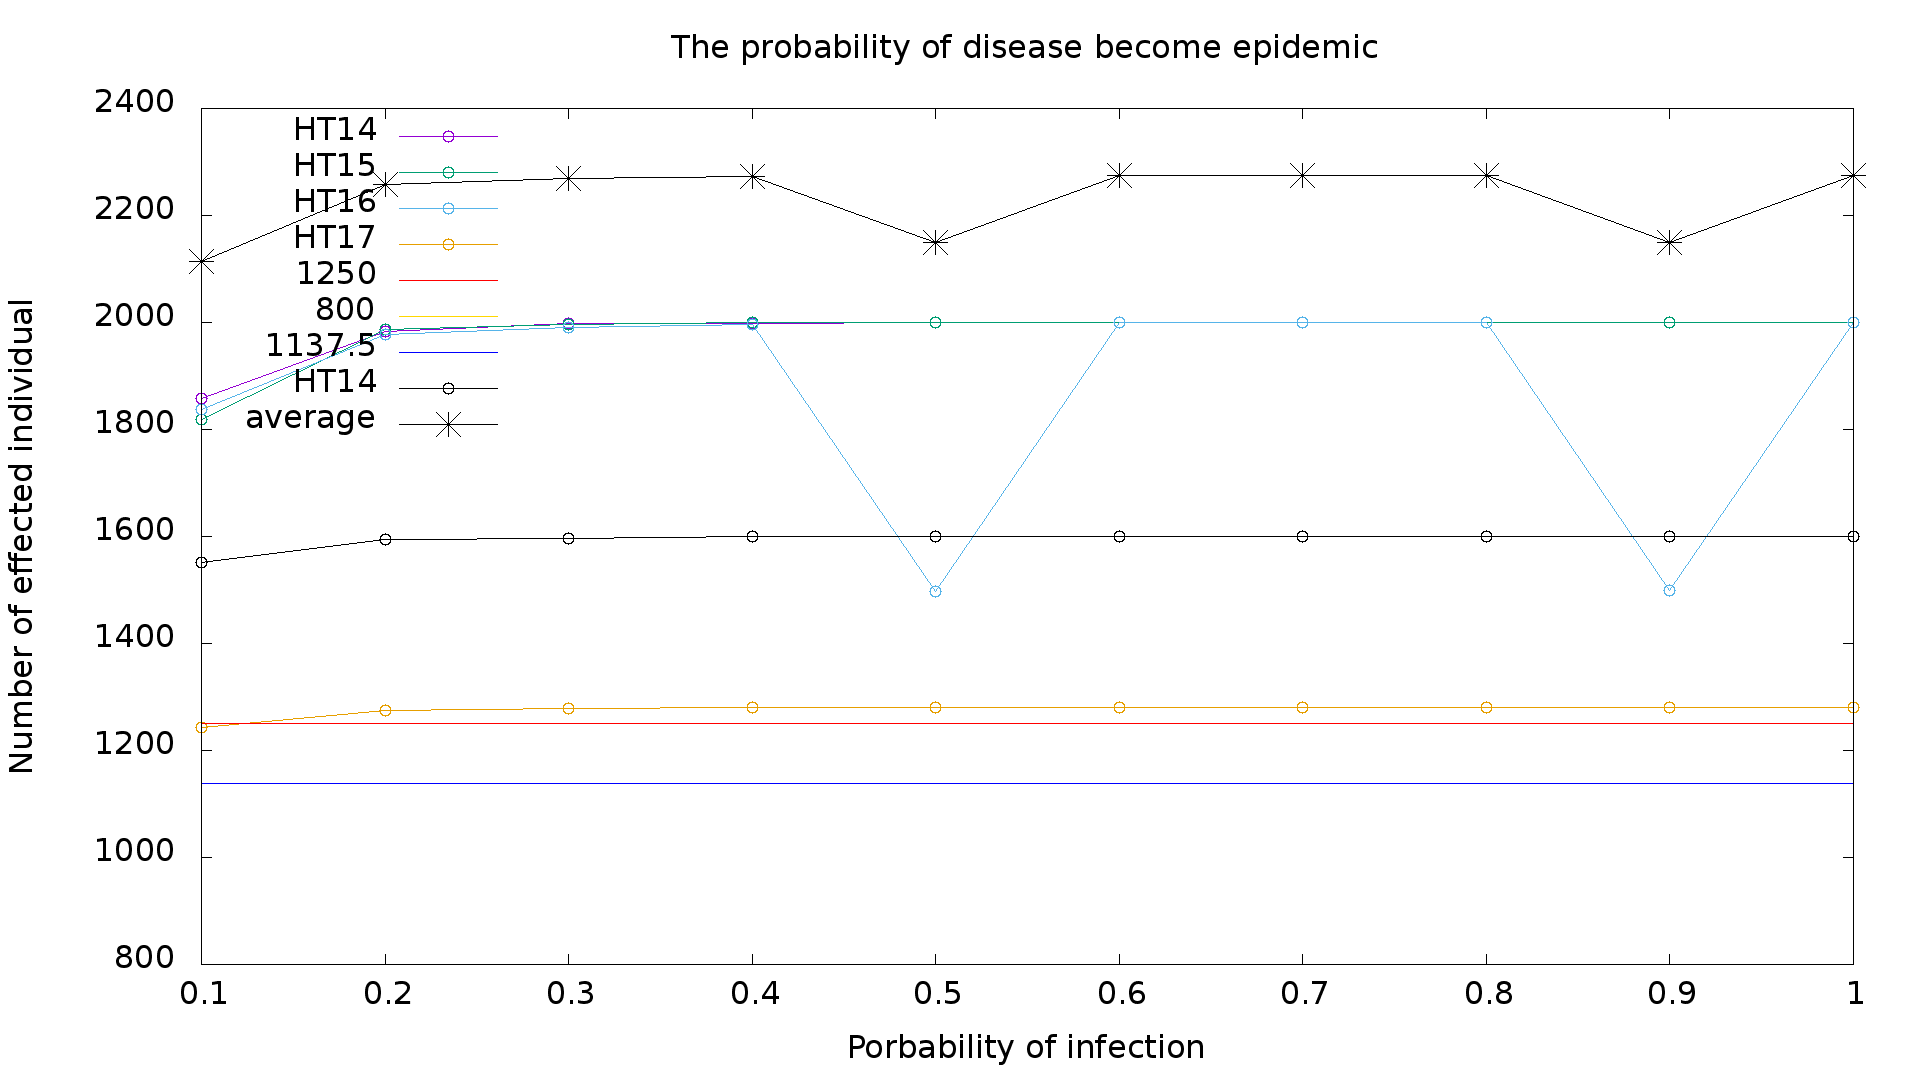 The probability of disease become epidemic
2400
2200
2000
1800
1600
1400
1200
1000
800
Number of effected individual
HT14
HT15
HT16
HT17
1250
800
1137.5
HT14
average
0.1 0.2 0.3 0.4 0.5 0.6 0.7 0.8 0.9 1
Porbability of infection